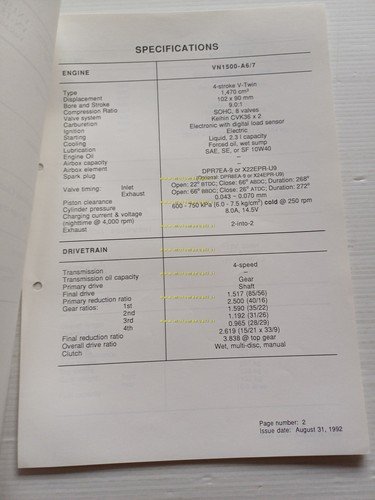 SPECIFICATIONS
ENGINE VN1500-A6/7
Type 4-stroke V-Twin
Displacement 1,470 cm³
Bore and Stroke 102 x 90 mm
Compression Ratio 9.0:1
Valve system SOHC, 8 valves
Carburetion Keihin CVK36 x 2
Ignition Electronic with digital load sensor
Starting Electric
Cooling Liquid, 2.3 l capacity
Lubrication Forced oil, wet sump
Engine Oil SAE, SE, or SF 10W40
Airbox capacity –
Airbox element –
Spark plug DPR7EA-9 or X22EPR-U9
(Optional: DPR8EA-9 or X24EPR-U9)
Valve timing: Inlet Open: 22° BTDC; Close: 66° ABDC; Duration: 268°
Exhaust Open: 66° BBDC; Close: 26° ATDC; Duration: 272°
Piston clearance 0.043 ~ 0.070 mm
Cylinder pressure 600 - 750 kPa (6.0 - 7.5 kg/cm²) cold @ 250 rpm
Charging current & voltage 8.0A, 14.5V
(nighttime @ 4,000 rpm)
Exhaust 2-into-2
DRIVETRAIN
Transmission 4-speed
Transmission oil capacity –
Primary drive Gear
Final drive Shaft
Primary reduction ratio 1.517 (85/56)
Gear ratios: 1st 2.500 (40/16)
2nd 1.590 (35/22)
3rd 1.192 (31/26)
4th 0.965 (28/29)
Final reduction ratio 2.619 (15/21 x 33/9)
Overall drive ratio 3.838 @ top gear
Clutch Wet, multi-disc, manual
Page number: 2
Issue date: August 31, 1992